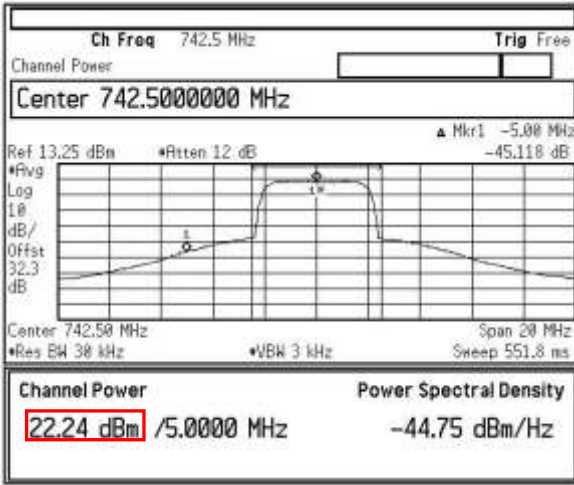 Ch Freq 742.5 MHz Trig Free
Channel Power
Center 742.5000000 MHz
▲ Mkr1 -5.00 MHz
Ref 13.25 dBm *Atten 12 dB -45.118 dB
*Avg
Log
10
dB/
Offst
32.3
dB
1
1R
Center 742.50 MHz Span 20 MHz
*Res BW 30 kHz *VBW 3 kHz Sweep 551.8 ms
Channel Power Power Spectral Density
22.24 dBm /5.0000 MHz -44.75 dBm/Hz